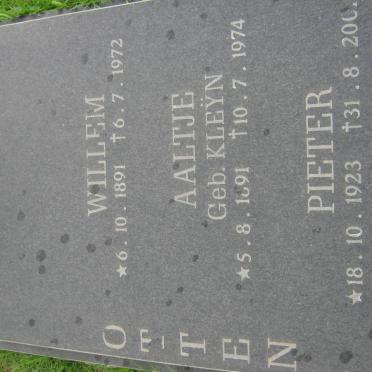 OTTEN
WILLEM
★6.10.1891 †6.7.1972
AALTJE
Geb. KLEYN
★5.8.1891 †10.7.1974
PIETER
★18.10.1923 †31.8.